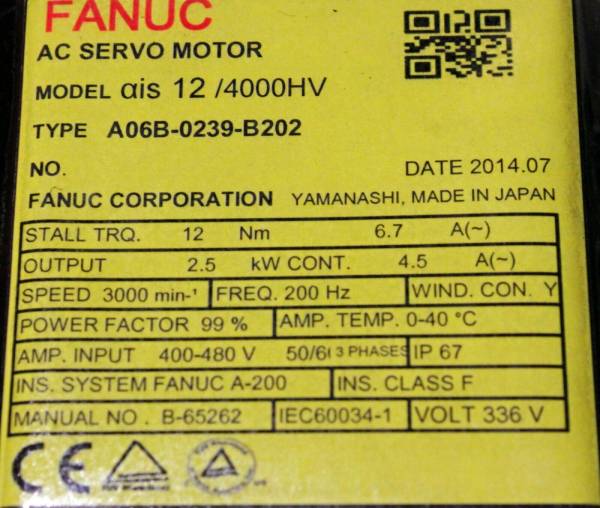 FANUC
AC SERVO MOTOR
MODEL αis 12 /4000HV
TYPE A06B-0239-B202
NO. DATE 2014.07
FANUC CORPORATION YAMANASHI, MADE IN JAPAN
STALL TRQ. 12 Nm 6.7 A(~)
OUTPUT 2.5 kW CONT. 4.5 A(~)
SPEED 3000 min-¹ FREQ. 200 Hz WIND. CON. Y
POWER FACTOR 99 % AMP. TEMP. 0-40 °C
AMP. INPUT 400-480 V 50/6( 3 PHASES IP 67
INS. SYSTEM FANUC A-200 INS. CLASS F
MANUAL NO. B-65262 IEC60034-1 VOLT 336 V
CE